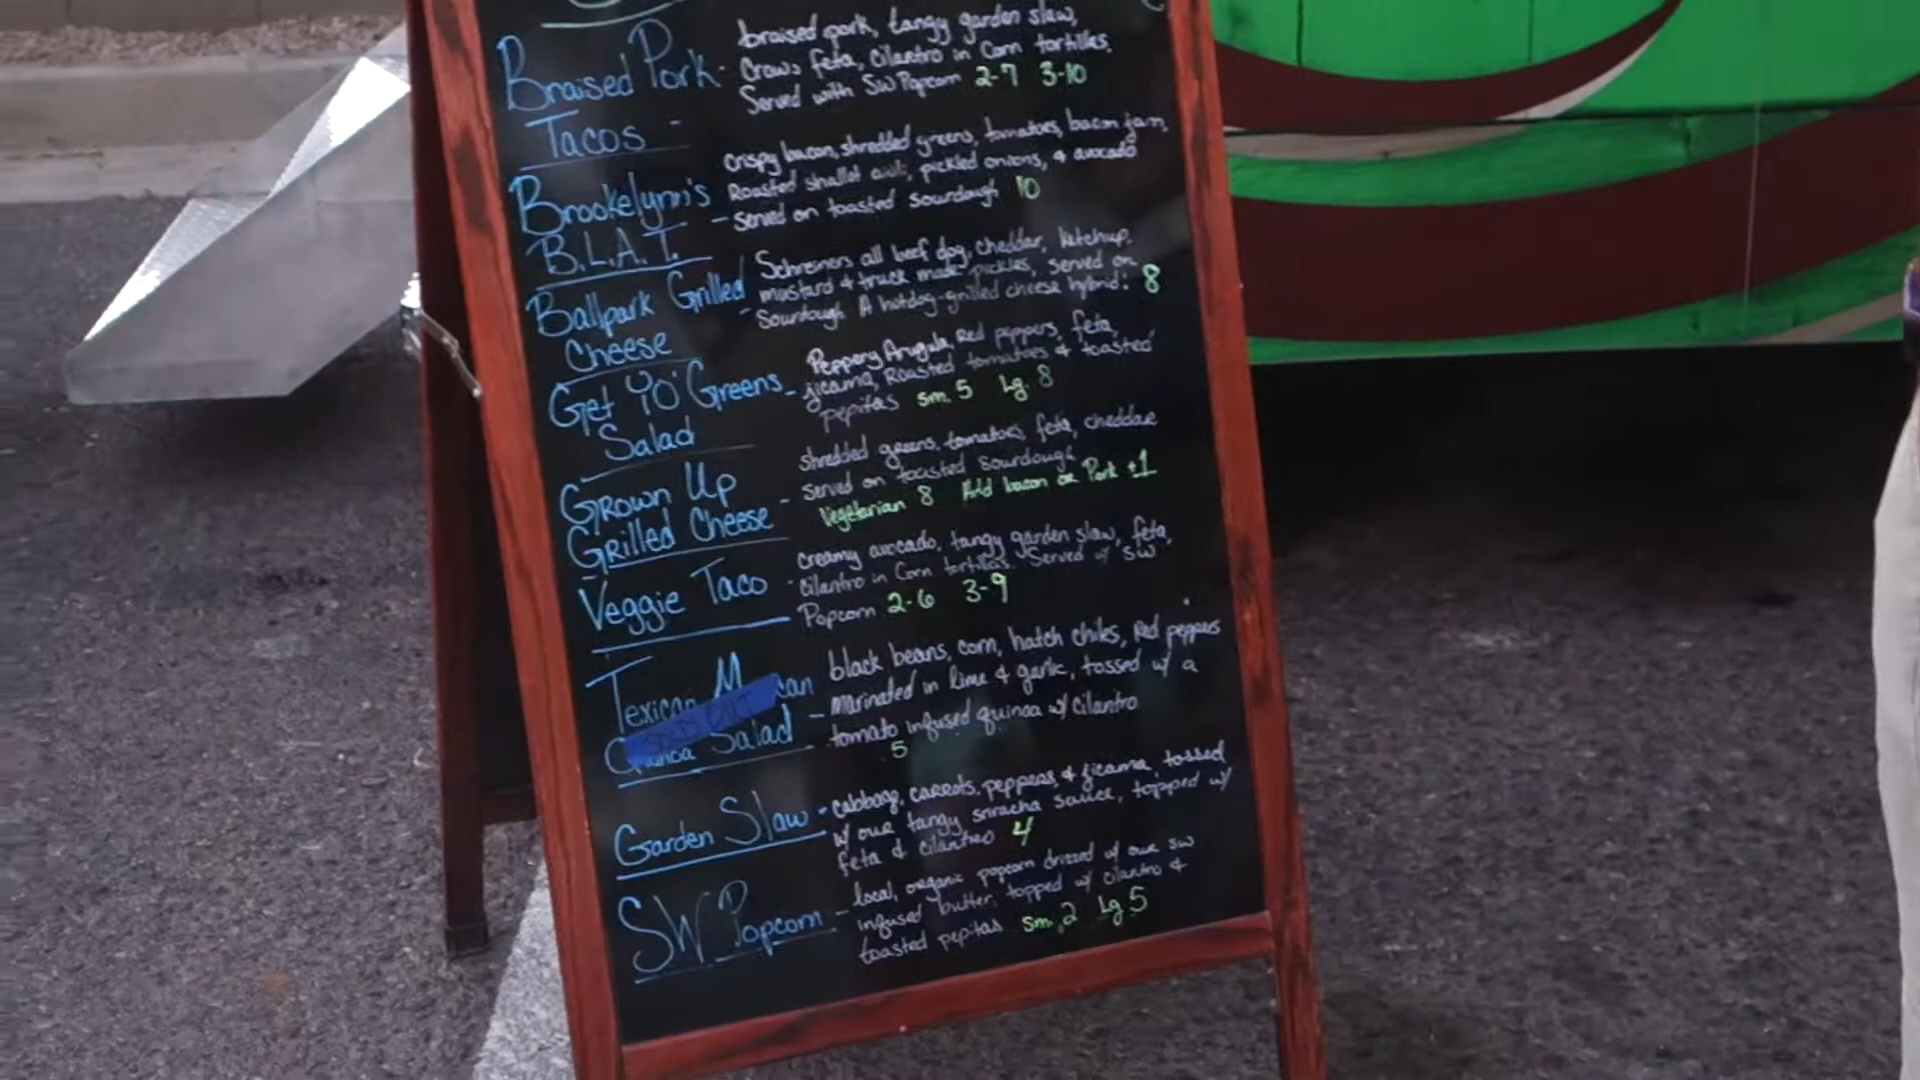 Braised Pork Tacos -
braised pork, tangy garden slaw,
Crows feta, cilantro in Corn tortillas.
Served with SW Popcorn 2-7 3-10
Brookelynn's B.L.A.T. -
crispy bacon, shredded greens, tomatoes, bacon jam,
Roasted shallot aoli, pickled onions, & avocado
served on toasted sourdough 10
Ballpark Grilled Cheese -
Schreiners all beef dog, cheddar, ketchup,
mustard & truck made pickles, served on
Sourdough A hotdog-grilled cheese hybrid! 8
Get Yo' Greens Salad -
Peppery Arugula, Red peppers, feta,
jicama, Roasted tomatoes & toasted
pepitas sm. 5 Lg. 8
Grown Up Grilled Cheese -
shredded greens, tomatoes, feta, cheddar
served on toasted sourdough
Vegetarian 8 Add bacon or Pork +1
Veggie Taco -
creamy avocado, tangy garden slaw, feta,
cilantro in Corn tortillas. Served w/ SW
Popcorn 2-6 3-9
Texican
Salad -
black beans, corn, hatch chiles, Red peppers
marinated in lime & garlic, tossed w/ a
tomato infused quinoa w/ cilantro
5
Garden Slaw -
cabbage, carrots, peppers, & jicama, tossed
w/ our tangy sriracha sauce, topped w/
feta & cilantro 4
SW Popcorn -
local, organic popcorn drizzled w/ our SW
infused butter, topped w/ cilantro &
toasted pepitas Sm. 2 Lg 5